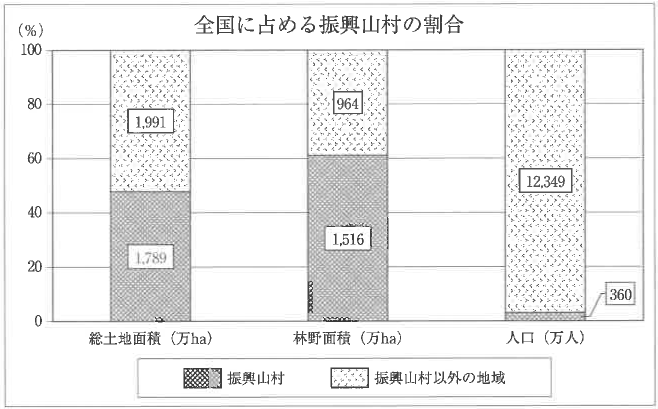 全国に占める振興山村の割合
(%)
100
80
60
40
20
0
1,991
1,789
964
1,516
12,349
360
総土地面積（万ha）
林野面積（万ha）
人口（万人）
振興山村
振興山村以外の地域